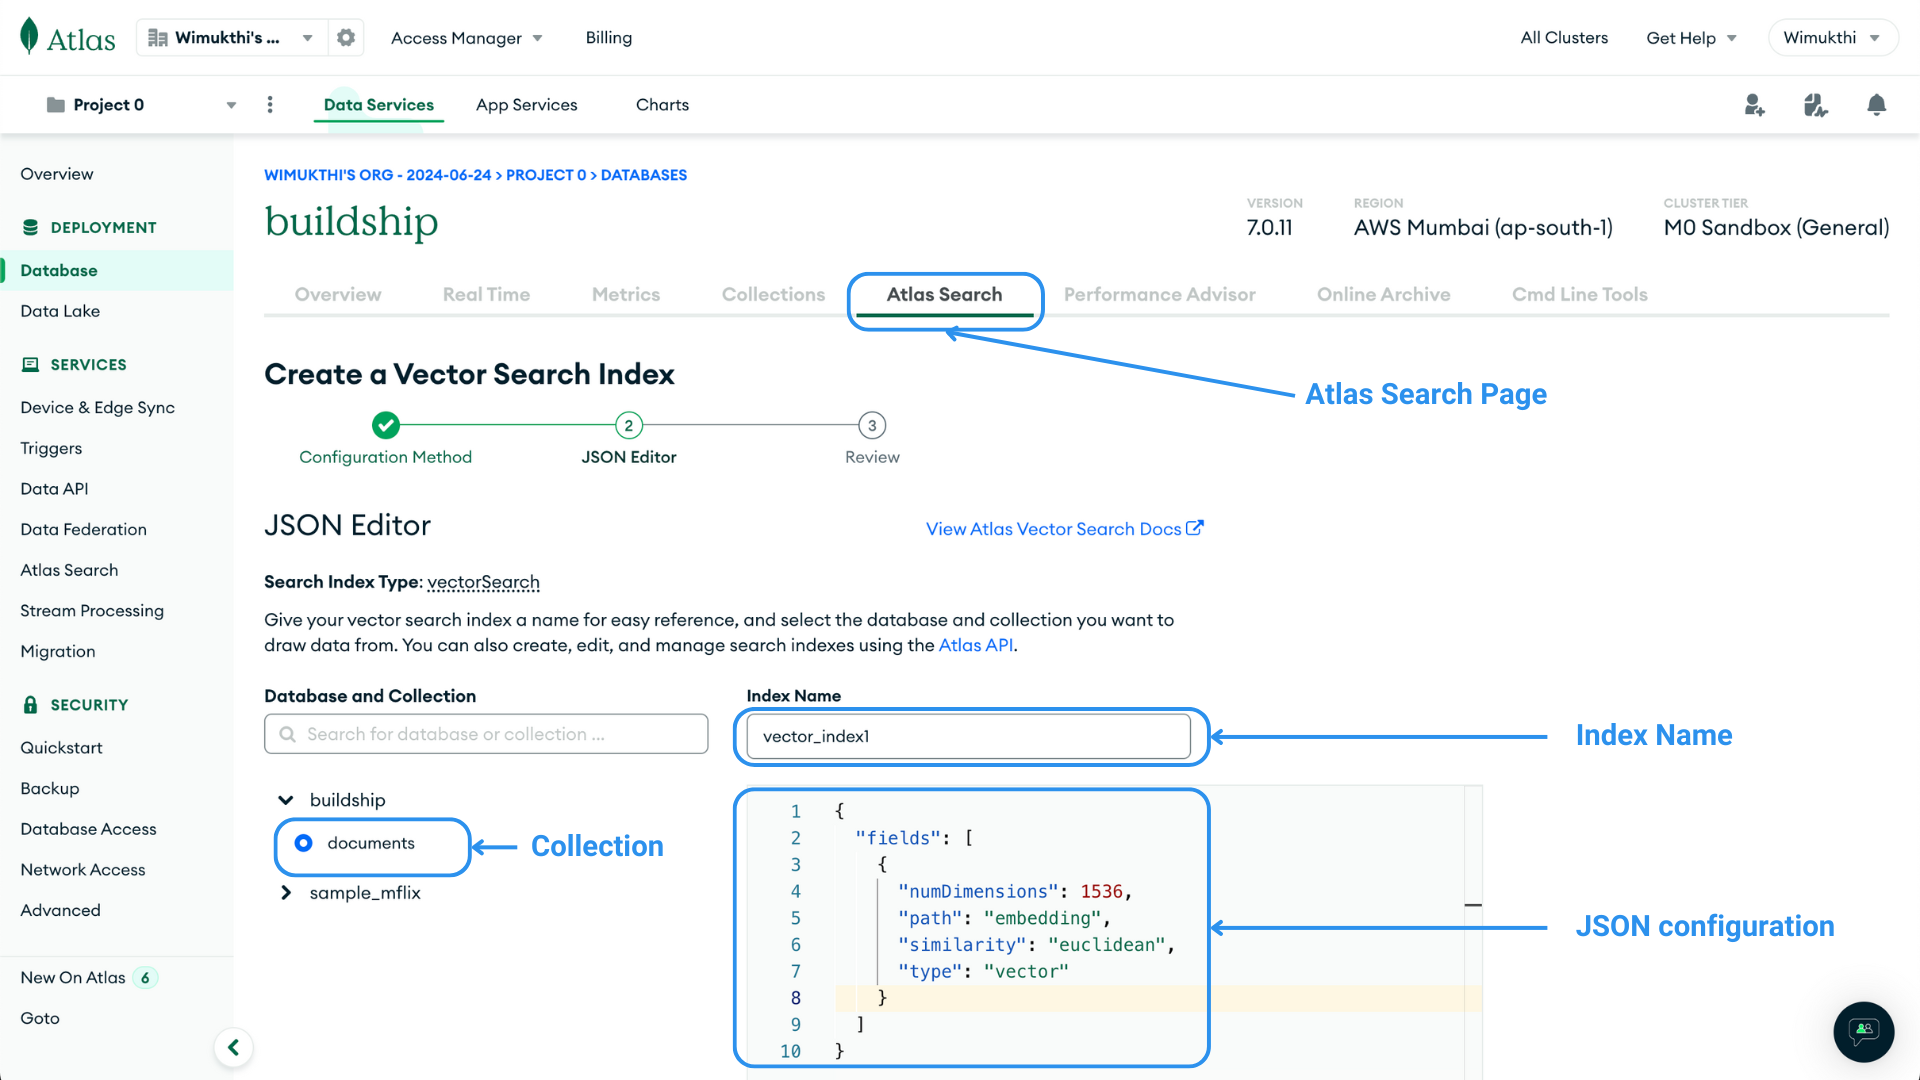 Atlas
Wimukthi's ...
Access Manager
Billing
All Clusters
Get Help
Wimukthi
Project 0
Data Services
App Services
Charts
Overview
DEPLOYMENT
Database
Data Lake
SERVICES
Device & Edge Sync
Triggers
Data API
Data Federation
Atlas Search
Stream Processing
Migration
SECURITY
Quickstart
Backup
Database Access
Network Access
Advanced
New On Atlas 6
Goto
WIMUKTHI'S ORG - 2024-06-24 > PROJECT 0 > DATABASES
buildship
VERSION
7.0.11
REGION
AWS Mumbai (ap-south-1)
CLUSTER TIER
M0 Sandbox (General)
Overview
Real Time
Metrics
Collections
Atlas Search
Performance Advisor
Online Archive
Cmd Line Tools
Atlas Search Page
Create a Vector Search Index
2
3
Configuration Method
JSON Editor
Review
JSON Editor
View Atlas Vector Search Docs
Search Index Type: vectorSearch
Give your vector search index a name for easy reference, and select the database and collection you want to
draw data from. You can also create, edit, and manage search indexes using the Atlas API.
Database and Collection
Search for database or collection ...
buildship
documents
Collection
sample_mflix
Index Name
vector_index1
Index Name
1 {
2 "fields": [
3 {
4 "numDimensions": 1536,
5 "path": "embedding",
6 "similarity": "euclidean",
7 "type": "vector"
8 }
9 ]
10 }
JSON configuration